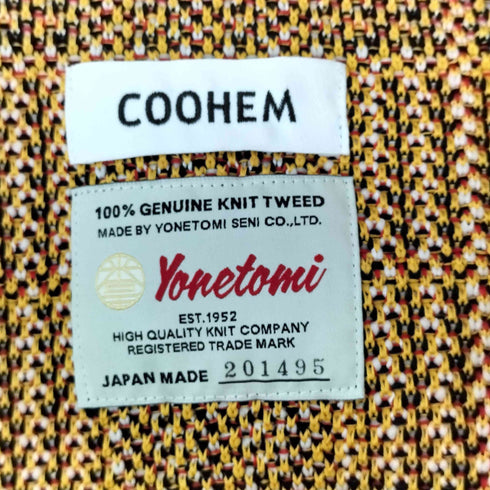 COOHEM
100% GENUINE KNIT TWEED
MADE BY YONETOMI SENI CO.,LTD.
Yonetomi
EST.1952
HIGH QUALITY KNIT COMPANY
REGISTERED TRADE MARK
JAPAN MADE 201495